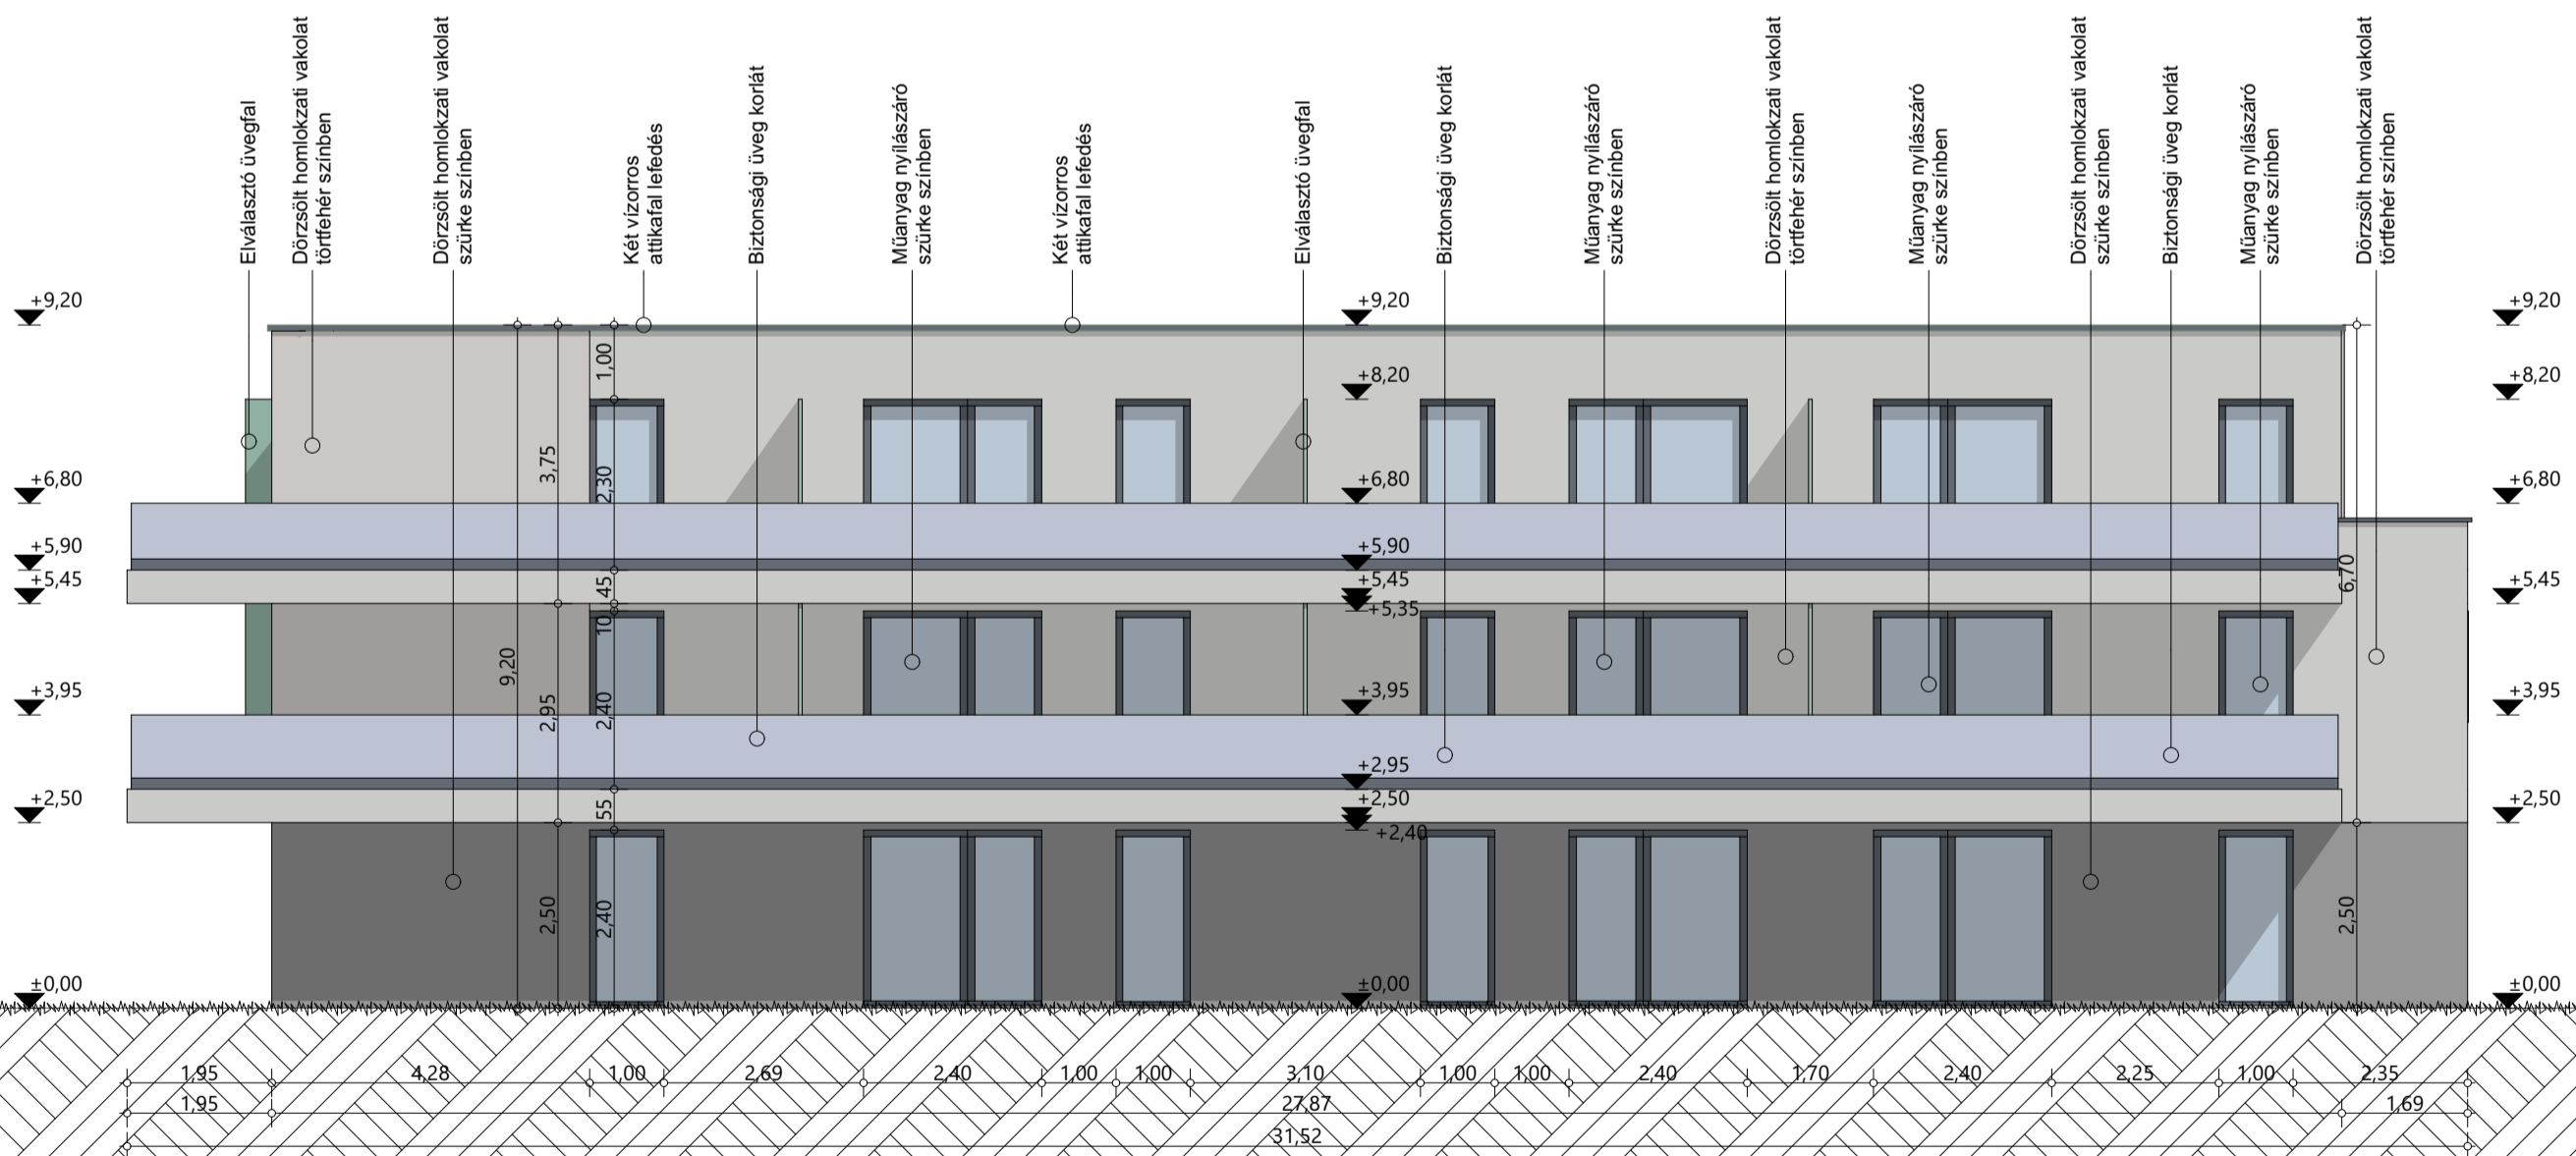 Elválasztó üvegfal
Dörzsölt homlokzati vakolat
törtfehér színben
Dörzsölt homlokzati vakolat
szürke színben
Két vízorros
attikafal lefedés
Biztonsági üveg korlát
Műanyag nyílászáró
szürke színben
Két vízorros
attikafal lefedés
Elválasztó üvegfal
Biztonsági üveg korlát
Műanyag nyílászáró
szürke színben
Dörzsölt homlokzati vakolat
törtfehér színben
Műanyag nyílászáró
szürke színben
Dörzsölt homlokzati vakolat
szürke színben
Biztonsági üveg korlát
Műanyag nyílászáró
szürke színben
Dörzsölt homlokzati vakolat
törtfehér színben
+9,20
+6,80
+5,90
+5,45
+3,95
+2,50
±0,00
9,20
3,75
2,95
2,50
1,00
2,30
45
10
2,40
55
2,40
+9,20
+8,20
+6,80
+5,90
+5,45
+5,35
+3,95
+2,95
+2,50
+2,40
±0,00
6,70
2,50
+9,20
+8,20
+6,80
+5,45
+3,95
+2,50
±0,00
1,95 4,28 1,00 2,69 2,40 1,00 1,00 3,10 1,00 1,00 2,40 1,70 2,40 2,25 1,00 2,35
1,95 27,87 1,69
31,52